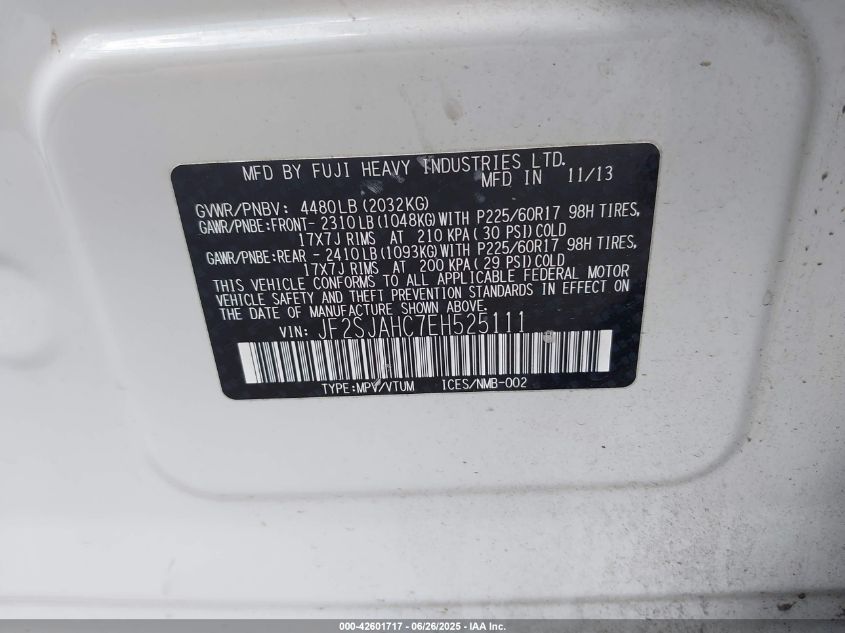 MFD BY FUJI HEAVY INDUSTRIES LTD.
MFD IN 11/13
GVWR/PNBV: 4480LB (2032KG)
GAWR/PNBE:FRONT- 2310 LB (1048KG) WITH P225/60R17 98H TIRES,
17X7J RIMS AT 210 KPA (30 PSI) COLD
GAWR/PNBE:REAR - 2410 LB (1093KG) WITH P225/60R17 98H TIRES,
17X7J RIMS AT 200 KPA (29 PSI) COLD
THIS VEHICLE CONFORMS TO ALL APPLICABLE FEDERAL MOTOR
VEHICLE SAFETY AND THEFT PREVENTION STANDARDS IN EFFECT ON
THE DATE OF MANUFACTURE SHOWN ABOVE.
VIN: JF2SJAHC7EH525111
TYPE:MPV/VTUM ICES/NMB-002
000-42601717 - 06/26/2025 - IAA Inc.